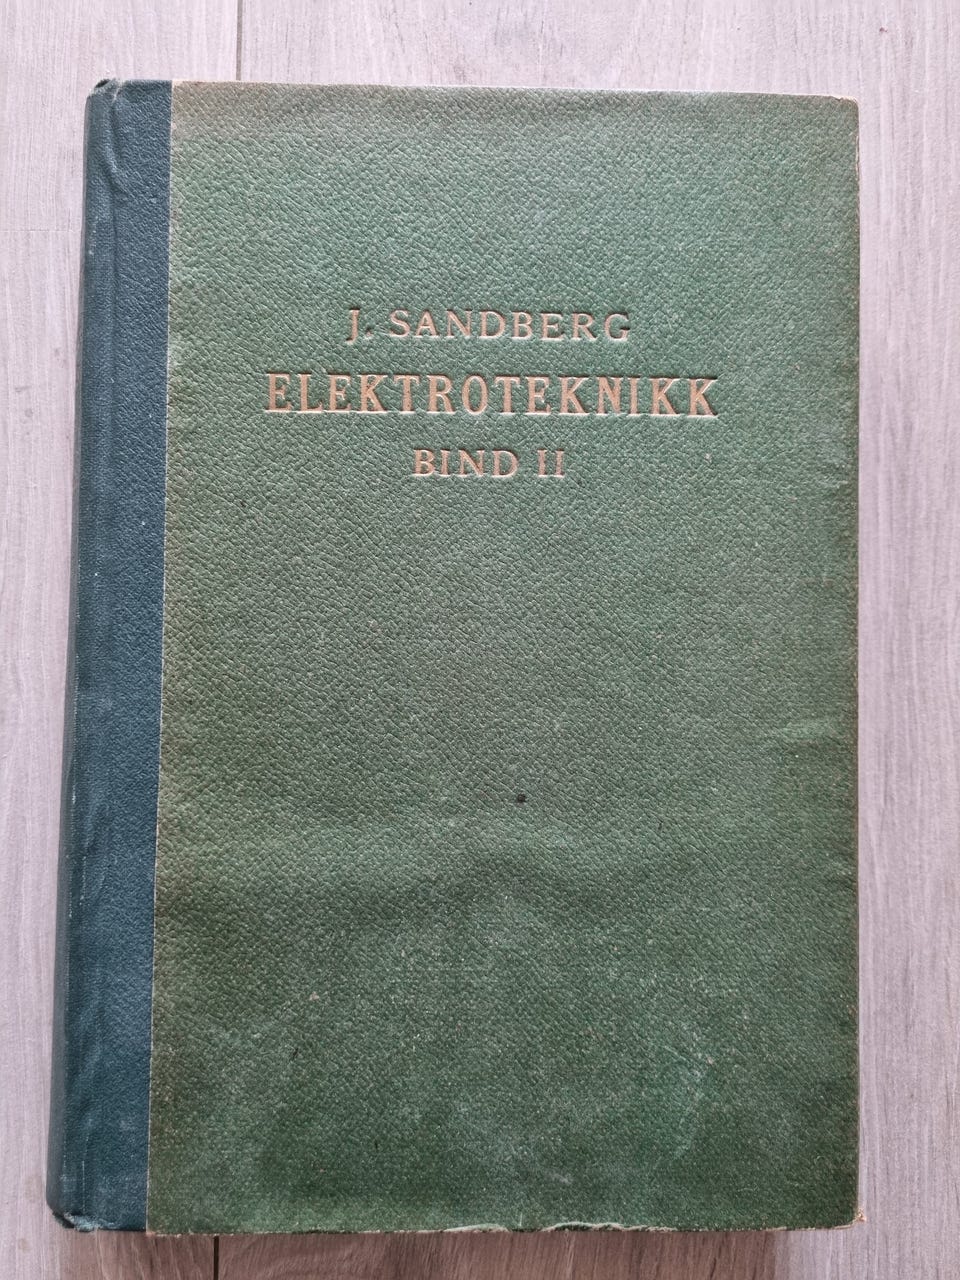 J. SANDBERG
ELEKTROTEKNIKK
BIND II